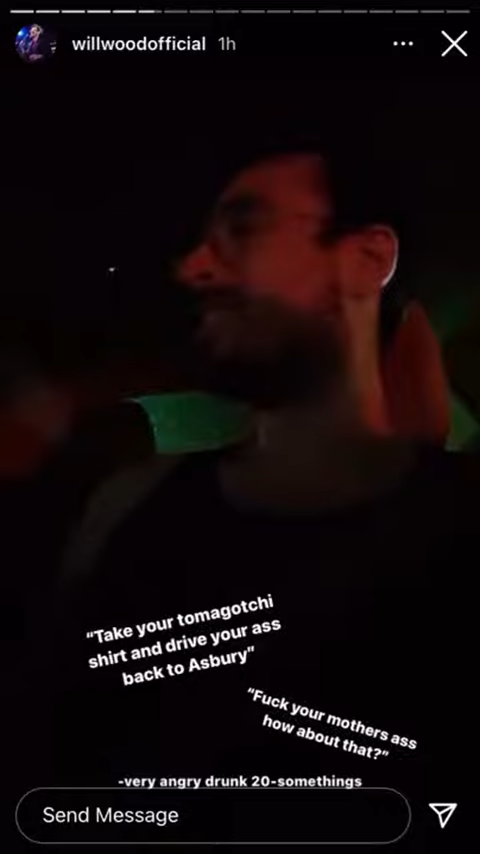 willwoodofficial 1h
“Take your tomagotchi
shirt and drive your ass
back to Asbury”
“Fuck your mothers ass
how about that?”
-very angry drunk 20-somethings
Send Message